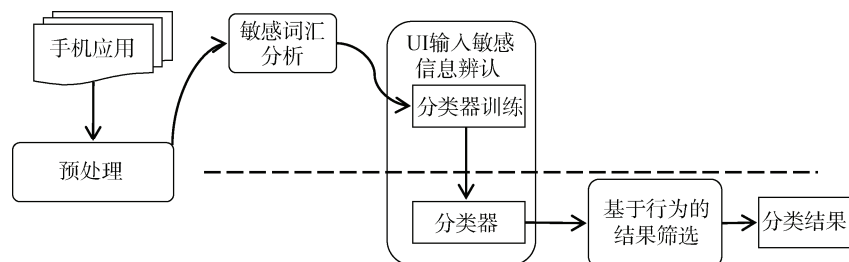 手机应用
预处理
敏感词汇
分析
UI输入敏感
信息辨认
分类器训练
分类器
基于行为的
结果筛选
分类结果